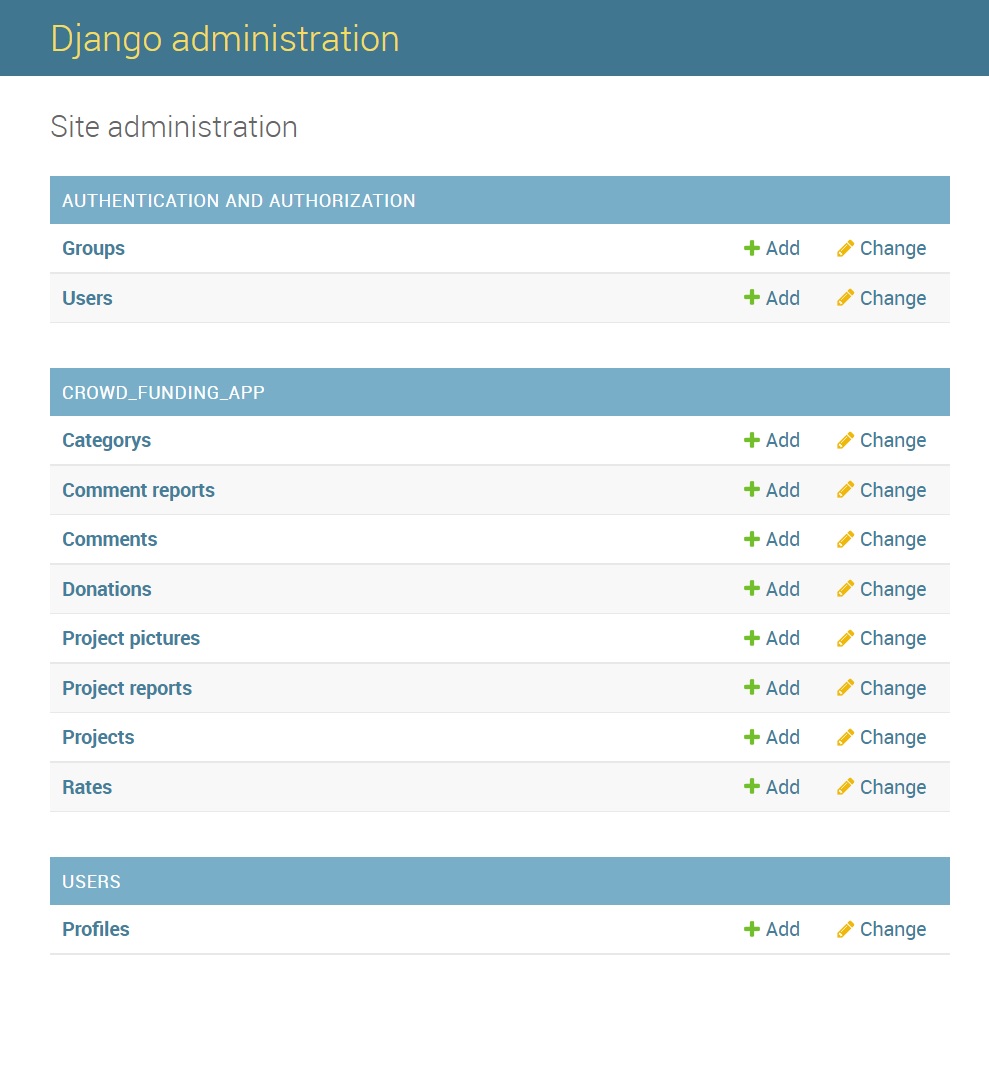 Django administration
Site administration
AUTHENTICATION AND AUTHORIZATION
Groups Add Change
Users Add Change
CROWD_FUNDING_APP
Categorys Add Change
Comment reports Add Change
Comments Add Change
Donations Add Change
Project pictures Add Change
Project reports Add Change
Projects Add Change
Rates Add Change
USERS
Profiles Add Change